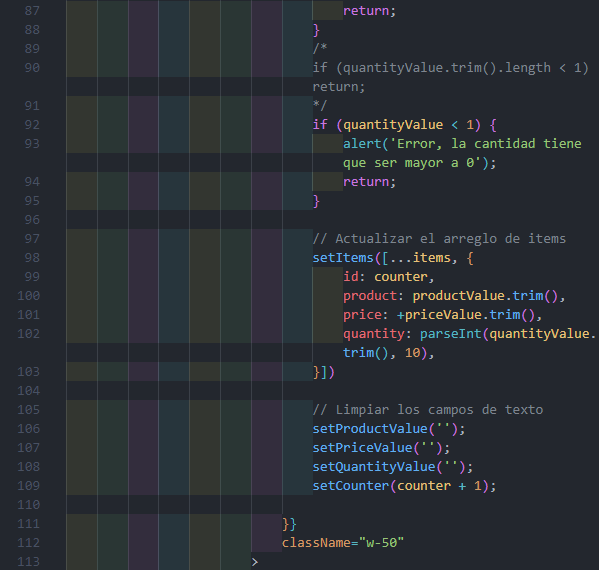 87 return;
88 }
89 /*
90 if (quantityValue.trim().length < 1)
return;
91 */
92 if (quantityValue < 1) {
93 alert('Error, la cantidad tiene
que ser mayor a 0');
94 return;
95 }
96
97 // Actualizar el arreglo de items
98 setItems([...items, {
99 id: counter,
100 product: productValue.trim(),
101 price: +priceValue.trim(),
102 quantity: parseInt(quantityValue.
trim(), 10),
103 }])
104
105 // Limpiar los campos de texto
106 setProductValue('');
107 setPriceValue('');
108 setQuantityValue('');
109 setCounter(counter + 1);
110
111 }}
112 className="w-50"
113 >